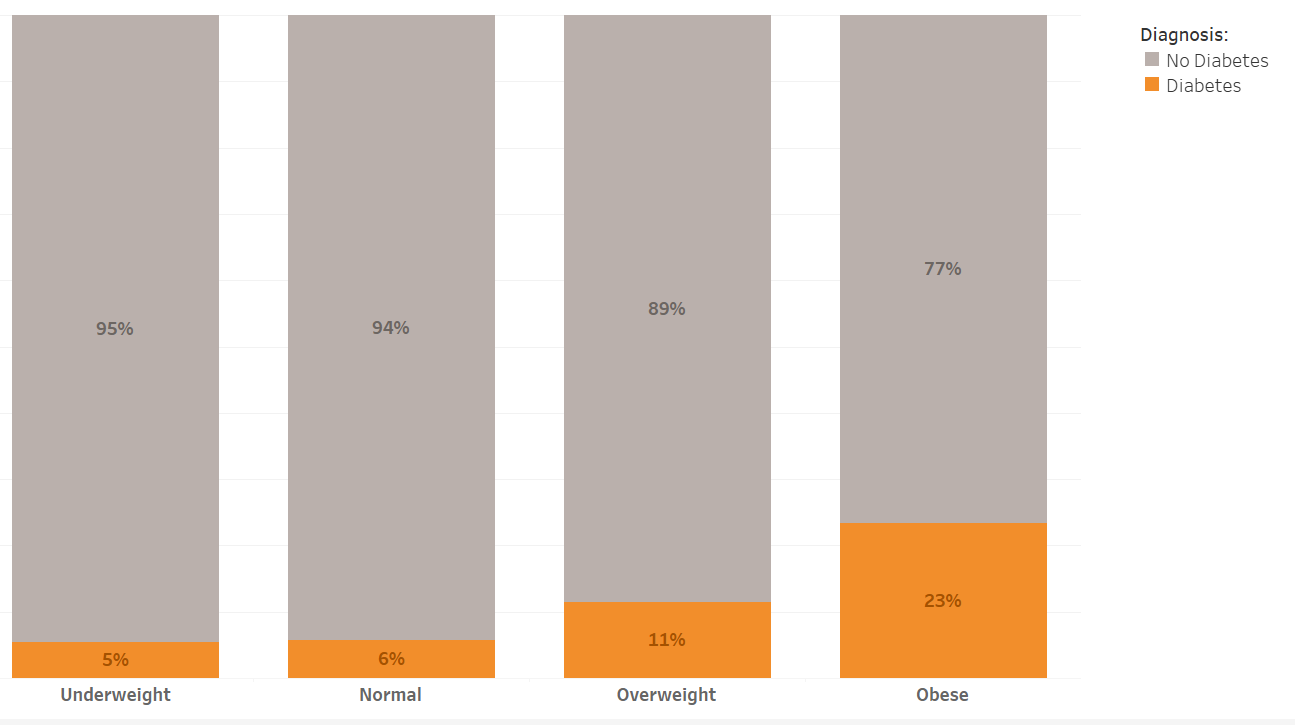 Diagnosis:
No Diabetes
Diabetes
95%
94%
89%
77%
5%
6%
11%
23%
Underweight
Normal
Overweight
Obese